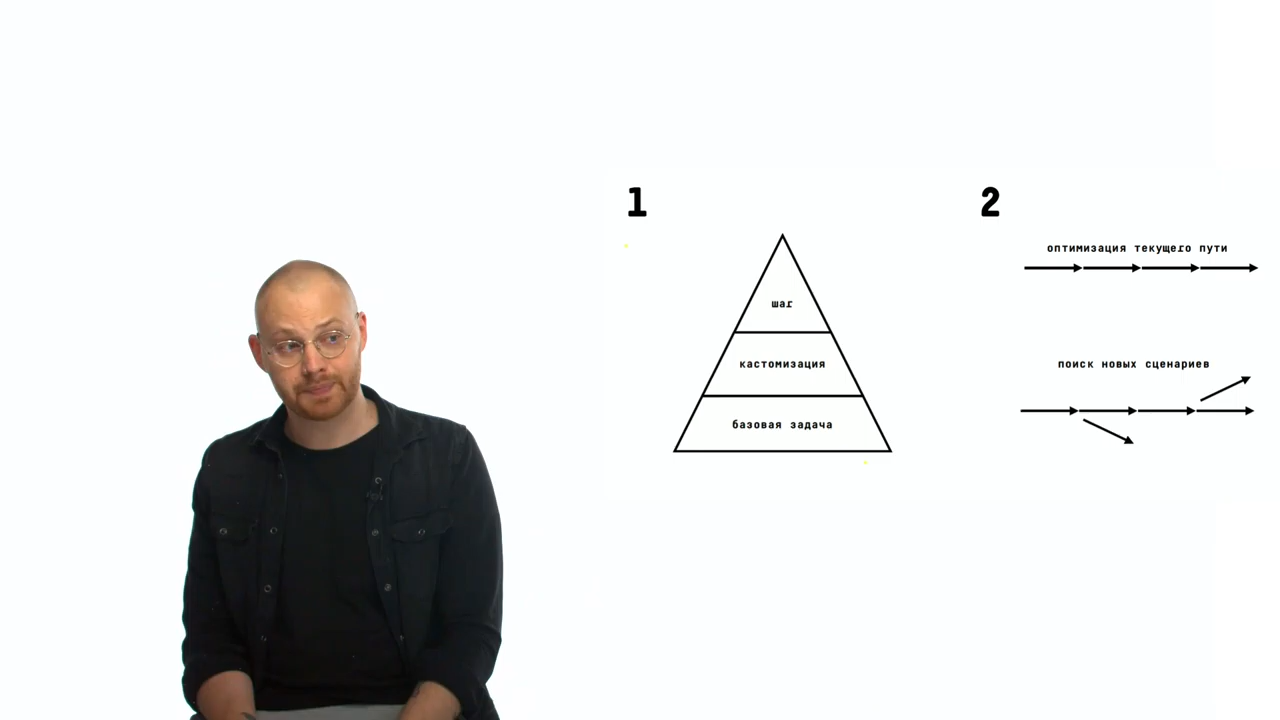 1
шаг
кастомизация
базовая задача
2
оптимизация текущего пути
поиск новых сценариев